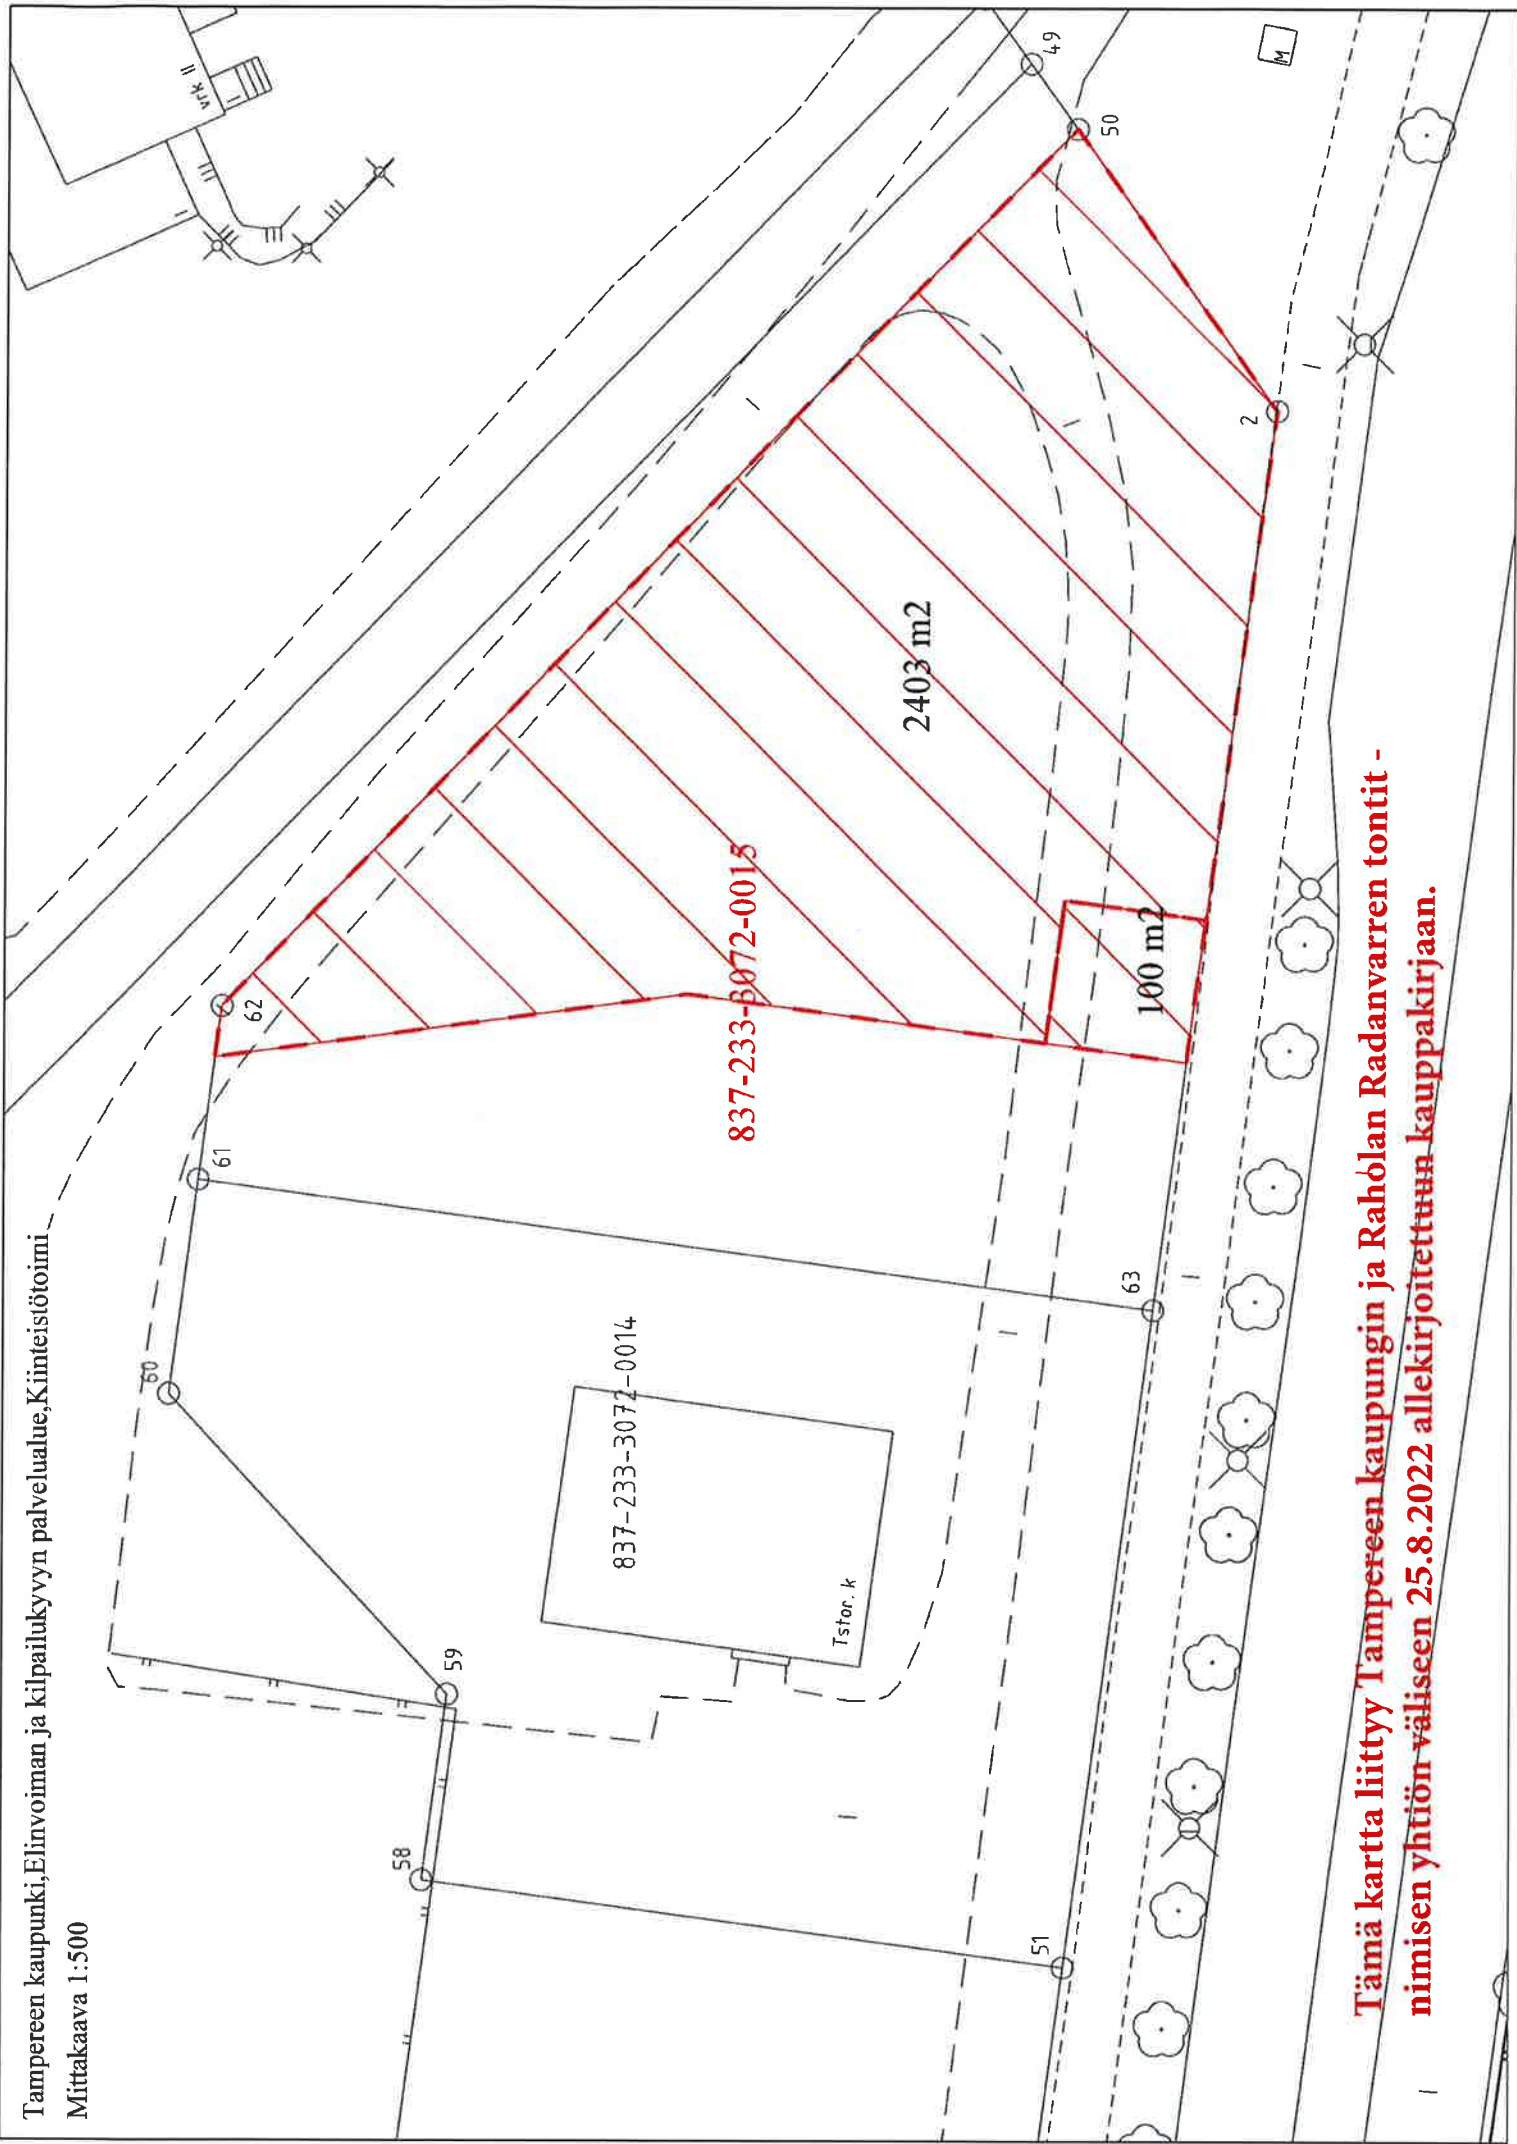 Tampereen kaupunki,Elinvoiman ja kilpailukyvyn palvelualue,Kiinteistötoimi
Mittakaava 1:500
vrk II
I
I
49
50
M
60
61
62
2
58
59
51
63
837-233-3072-0014
Tstor. k
837-233-3072-0015
2403 m2
100 m2
Tämä kartta liittyy Tampereen kaupungin ja Raholan Radanvarren tontit -
nimisen yhtiön väliseen 25.8.2022 allekirjoitettuun kauppakirjaan.